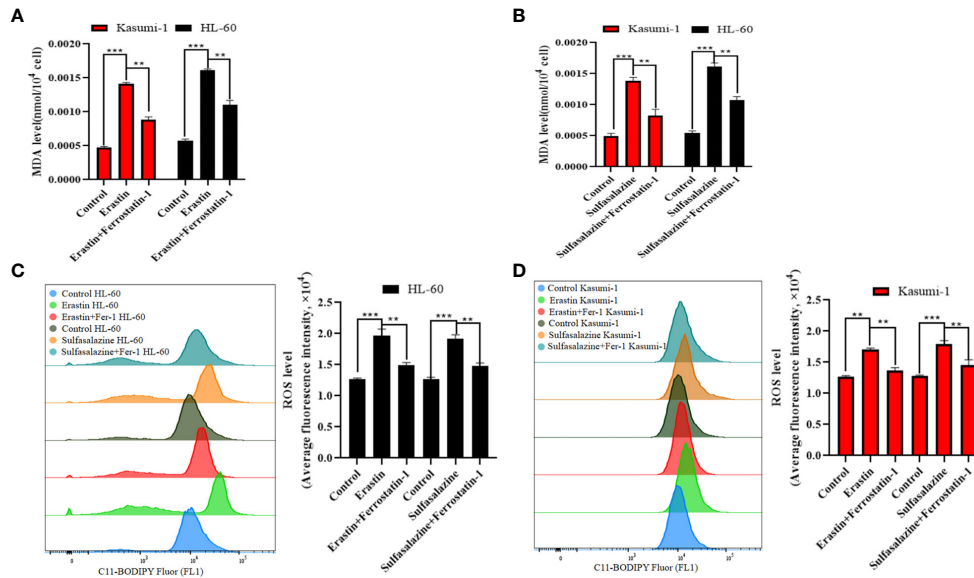 A
Kasumi-1 HL-60
MDA level(nmol/10⁴ cell)
0.0020
0.0015
0.0010
0.0005
0.0000
*** ** *** **
Control
Erastin
Erastin+Ferrostatin-1
Control
Erastin
Erastin+Ferrostatin-1
B
Kasumi-1 HL-60
MDA level(nmol/10⁴ cell)
0.0020
0.0015
0.0010
0.0005
0.0000
*** ** *** **
Control
Sulfasalazine
Sulfasalazine+Ferrostatin-1
Control
Sulfasalazine
Sulfasalazine+Ferrostatin-1
C
Control HL-60
Erastin HL-60
Erastin+Fer-1 HL-60
Control HL-60
Sulfasalazine HL-60
Sulfasalazine+Fer-1 HL-60
0 10³ 10⁴ 10⁵
C11-BODIPY Fluor (FL1)
HL-60
ROS level
(Average fluorescence intensity, ×10⁴)
2.5
2.0
1.5
1.0
0.5
0.0
*** ** *** **
Control
Erastin
Erastin+Ferrostatin-1
Control
Sulfasalazine
Sulfasalazine+Ferrostatin-1
D
Control Kasumi-1
Erastin Kasumi-1
Erastin+Fer-1 Kasumi-1
Control Kasumi-1
Sulfasalazine Kasumi-1
Sulfasalazine+Fer-1 Kasumi-1
0 10³ 10⁴ 10⁵
C11-BODIPY Fluor (FL1)
Kasumi-1
ROS level
(Average fluorescence intensity, ×10⁴)
2.5
2.0
1.5
1.0
0.5
0.0
** ** *** **
Control
Erastin
Erastin+Ferrostatin-1
Control
Sulfasalazine
Sulfasalazine+Ferrostatin-1